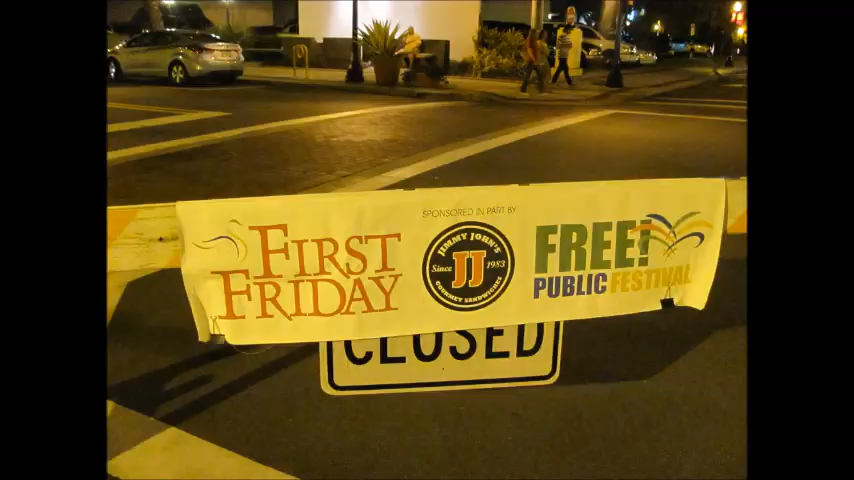 FIRST
FRIDAY
SPONSORED IN PART BY
JIMMY JOHN'S
Since JJ 1983
GOURMET SANDWICHES
FREE!
PUBLIC FESTIVAL
CLOSED